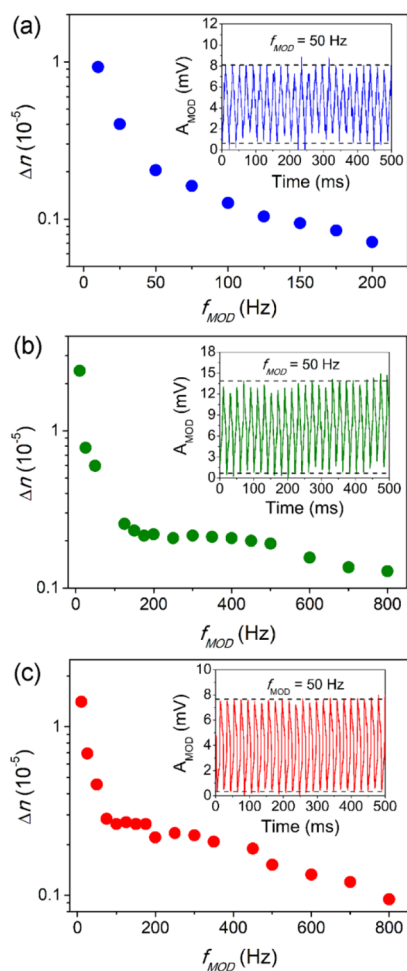 (a)
f_MOD = 50 Hz
A_MOD (mV)
12
10
8
6
4
2
0
0 100 200 300 400 500
Time (ms)
Δn (10⁻⁵)
1
0.1
0 50 100 150 200
f_MOD (Hz)
(b)
f_MOD = 50 Hz
A_MOD (mV)
18
15
12
9
6
3
0
0 100 200 300 400 500
Time (ms)
Δn (10⁻⁵)
1
0.1
0 200 400 600 800
f_MOD (Hz)
(c)
f_MOD = 50 Hz
A_MOD (mV)
10
8
6
4
2
0
0 100 200 300 400 500
Time (ms)
Δn (10⁻⁵)
1
0.1
0 200 400 600 800
f_MOD (Hz)